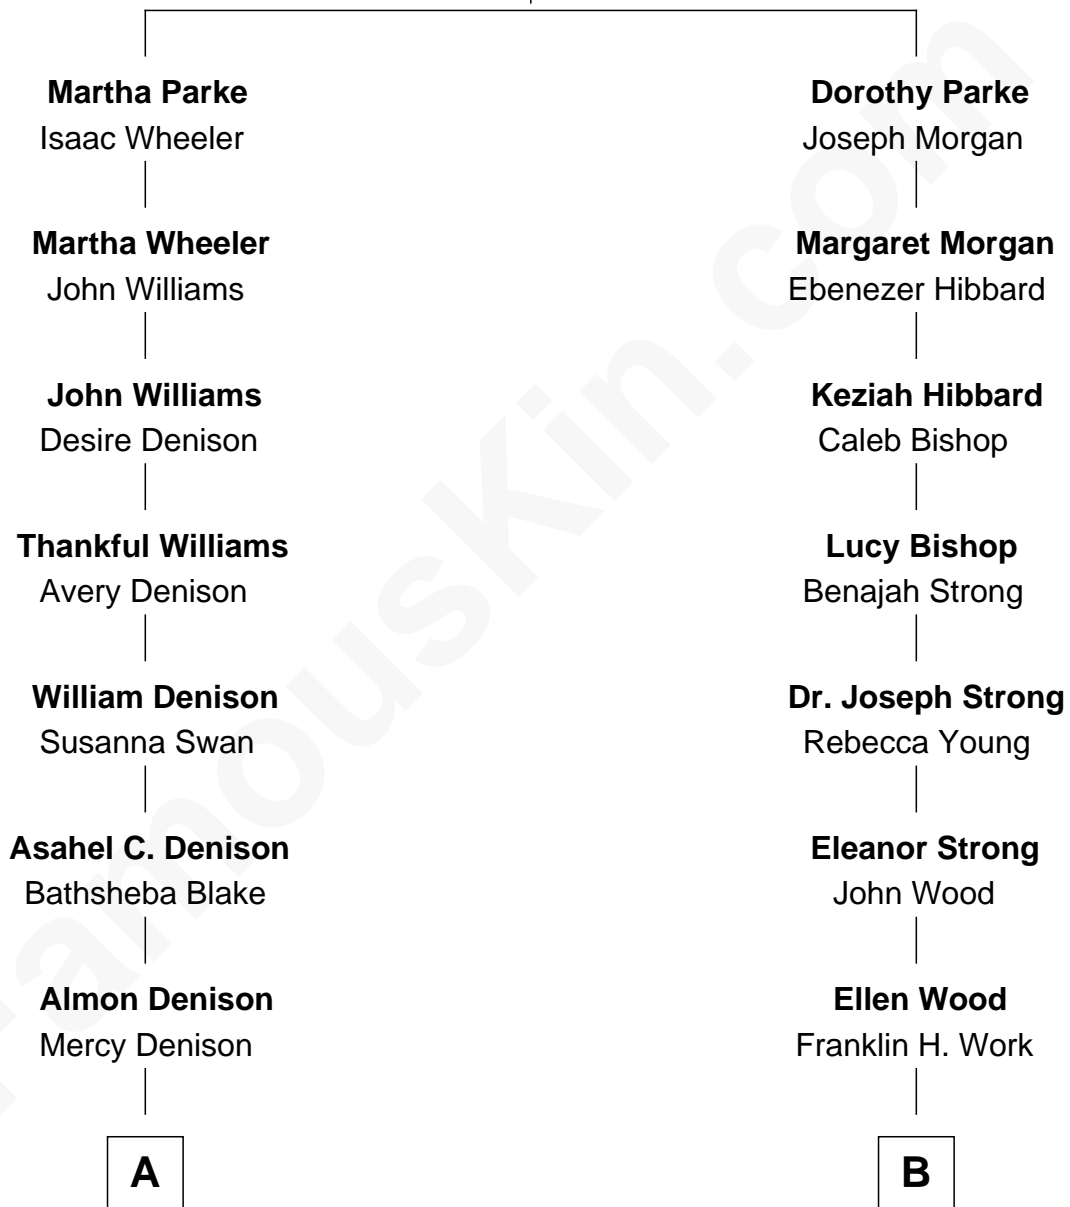 Martha Parke
Isaac Wheeler
Martha Wheeler
John Williams
John Williams
Desire Denison
Thankful Williams
Avery Denison
William Denison
Susanna Swan
Asahel C. Denison
Bathsheba Blake
Almon Denison
Mercy Denison
A
Dorothy Parke
Joseph Morgan
Margaret Morgan
Ebenezer Hibbard
Keziah Hibbard
Caleb Bishop
Lucy Bishop
Benajah Strong
Dr. Joseph Strong
Rebecca Young
Eleanor Strong
John Wood
Ellen Wood
Franklin H. Work
B
FamousKin.com